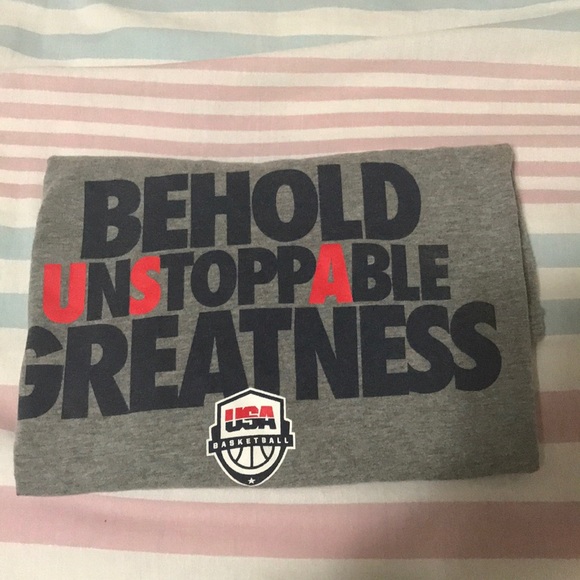 BEHOLD
UNSTOPPABLE
GREATNESS
USA
BASKETBALL